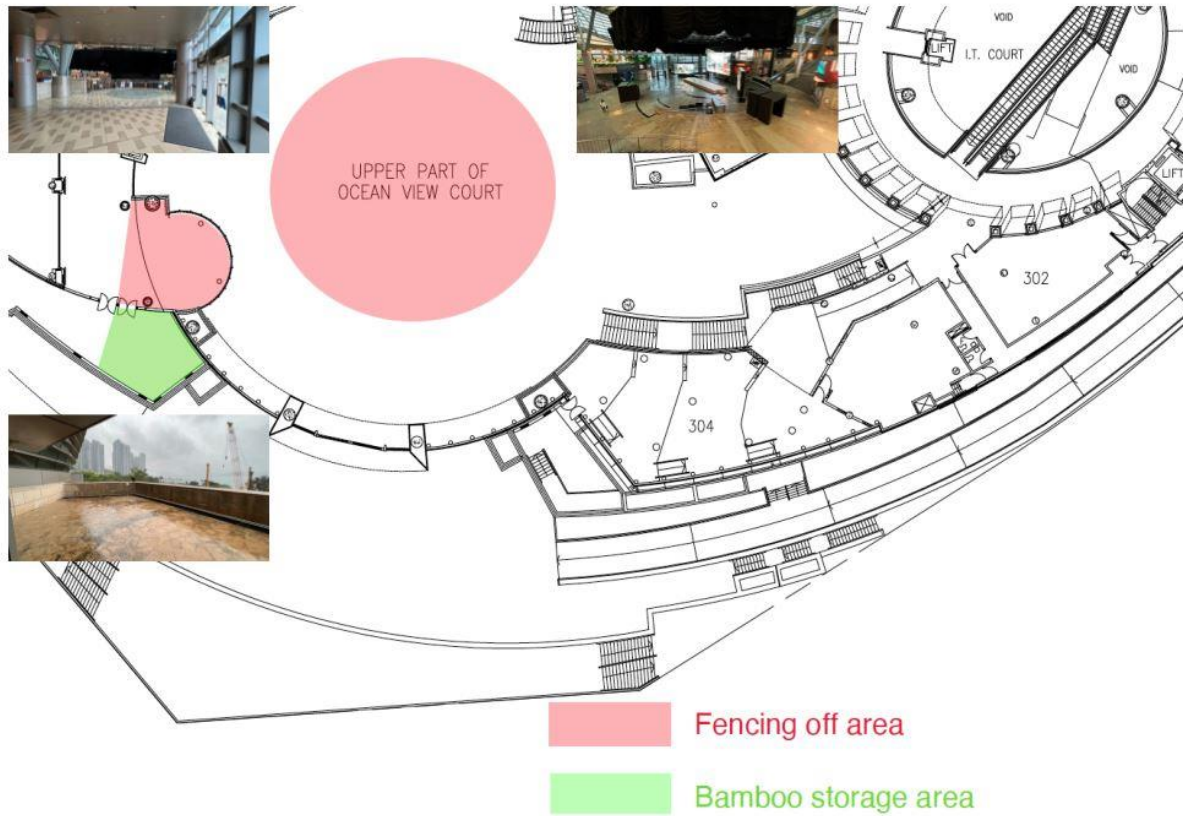 VOID
LIFT
I.T. COURT
VOID
UPPER PART OF
OCEAN VIEW COURT
LIFT
302
304
Fencing off area
Bamboo storage area